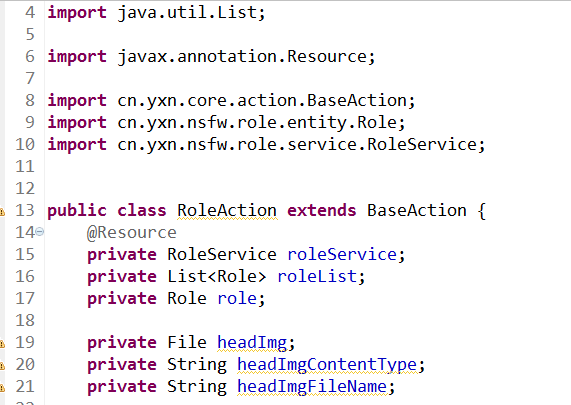 4 import java.util.List;
5
6 import javax.annotation.Resource;
7
8 import cn.yxn.core.action.BaseAction;
9 import cn.yxn.nsfw.role.entity.Role;
10 import cn.yxn.nsfw.role.service.RoleService;
11
12
13 public class RoleAction extends BaseAction {
14 @Resource
15 private RoleService roleService;
16 private List<Role> roleList;
17 private Role role;
18
19 private File headImg;
20 private String headImgContentType;
21 private String headImgFileName;